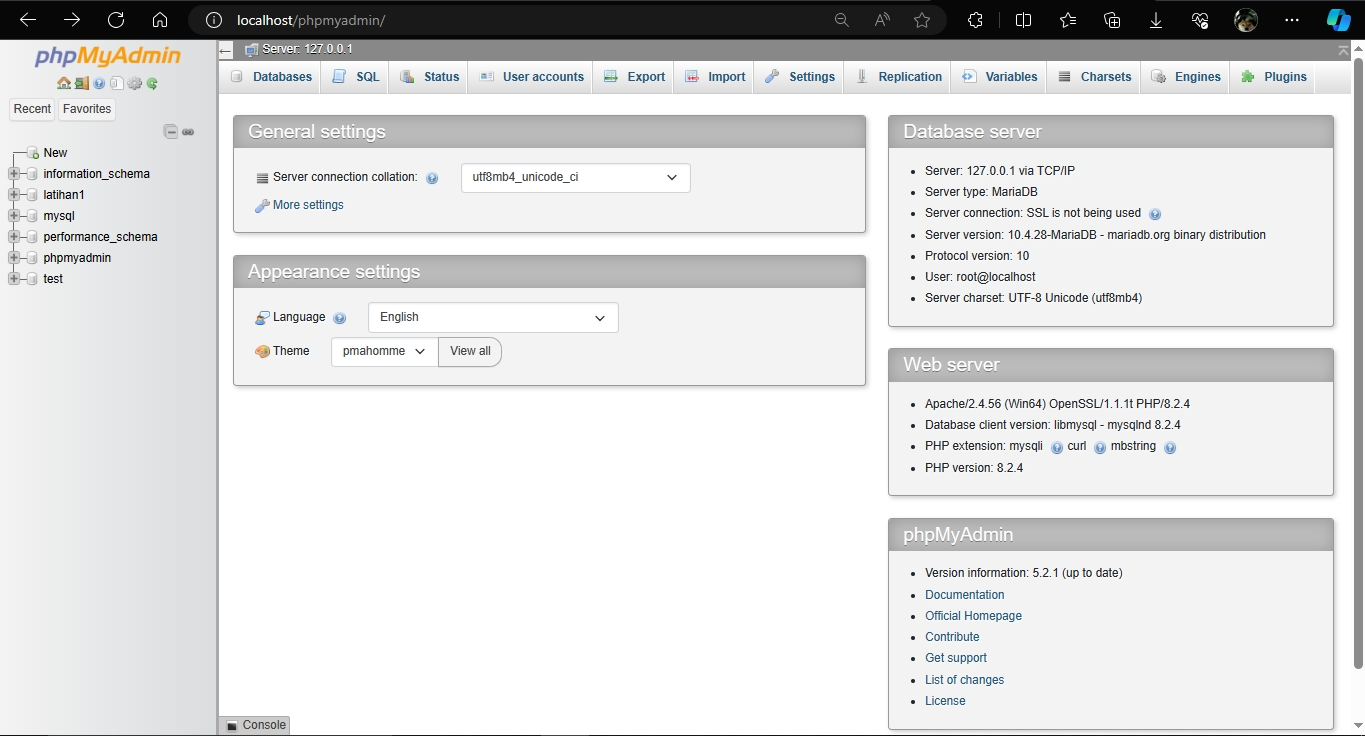 localhost/phpmyadmin/
phpMyAdmin
Recent Favorites
New
information_schema
latihan1
mysql
performance_schema
phpmyadmin
test
Server: 127.0.0.1
Databases SQL Status User accounts Export Import Settings Replication Variables Charsets Engines Plugins
General settings
Server connection collation: utf8mb4_unicode_ci
More settings
Appearance settings
Language English
Theme pmahomme View all
Database server
Server: 127.0.0.1 via TCP/IP
Server type: MariaDB
Server connection: SSL is not being used
Server version: 10.4.28-MariaDB - mariadb.org binary distribution
Protocol version: 10
User: root@localhost
Server charset: UTF-8 Unicode (utf8mb4)
Web server
Apache/2.4.56 (Win64) OpenSSL/1.1.1t PHP/8.2.4
Database client version: libmysql - mysqlnd 8.2.4
PHP extension: mysqli curl mbstring
PHP version: 8.2.4
phpMyAdmin
Version information: 5.2.1 (up to date)
Documentation
Official Homepage
Contribute
Get support
List of changes
License
Console